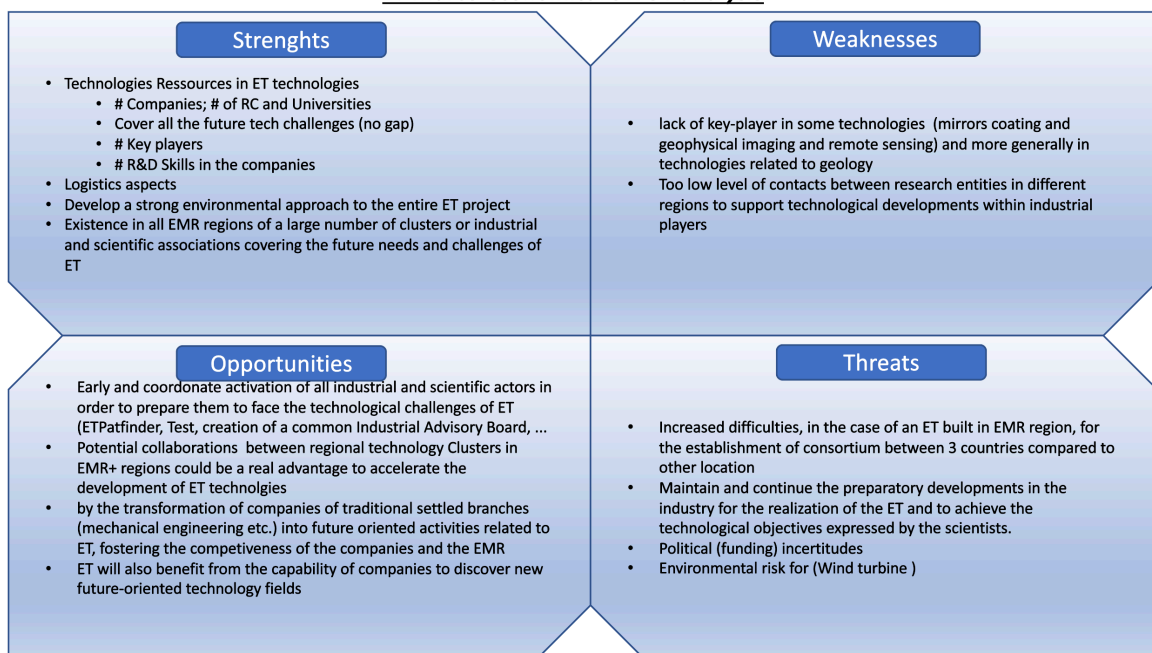 Strenghts
• Technologies Ressources in ET technologies
• # Companies; # of RC and Universities
• Cover all the future tech challenges (no gap)
• # Key players
• # R&D Skills in the companies
• Logistics aspects
• Develop a strong environmental approach to the entire ET project
• Existence in all EMR regions of a large number of clusters or industrial
and scientific associations covering the future needs and challenges of
ET
Weaknesses
• lack of key-player in some technologies (mirrors coating and
geophysical imaging and remote sensing) and more generally in
technologies related to geology
• Too low level of contacts between research entities in different
regions to support technological developments within industrial
players
Opportunities
• Early and coordonate activation of all industrial and scientific actors in
order to prepare them to face the technological challenges of ET
(ETPatfinder, Test, creation of a common Industrial Advisory Board, ...
• Potential collaborations between regional technology Clusters in
EMR+ regions could be a real advantage to accelerate the
development of ET technolgies
• by the transformation of companies of traditional settled branches
(mechanical engineering etc.) into future oriented activities related to
ET, fostering the competiveness of the companies and the EMR
• ET will also benefit from the capability of companies to discover new
future-oriented technology fields
Threats
• Increased difficulties, in the case of an ET built in EMR region, for
the establishment of consortium between 3 countries compared to
other location
• Maintain and continue the preparatory developments in the
industry for the realization of the ET and to achieve the
technological objectives expressed by the scientists.
• Political (funding) incertitudes
• Environmental risk for (Wind turbine )